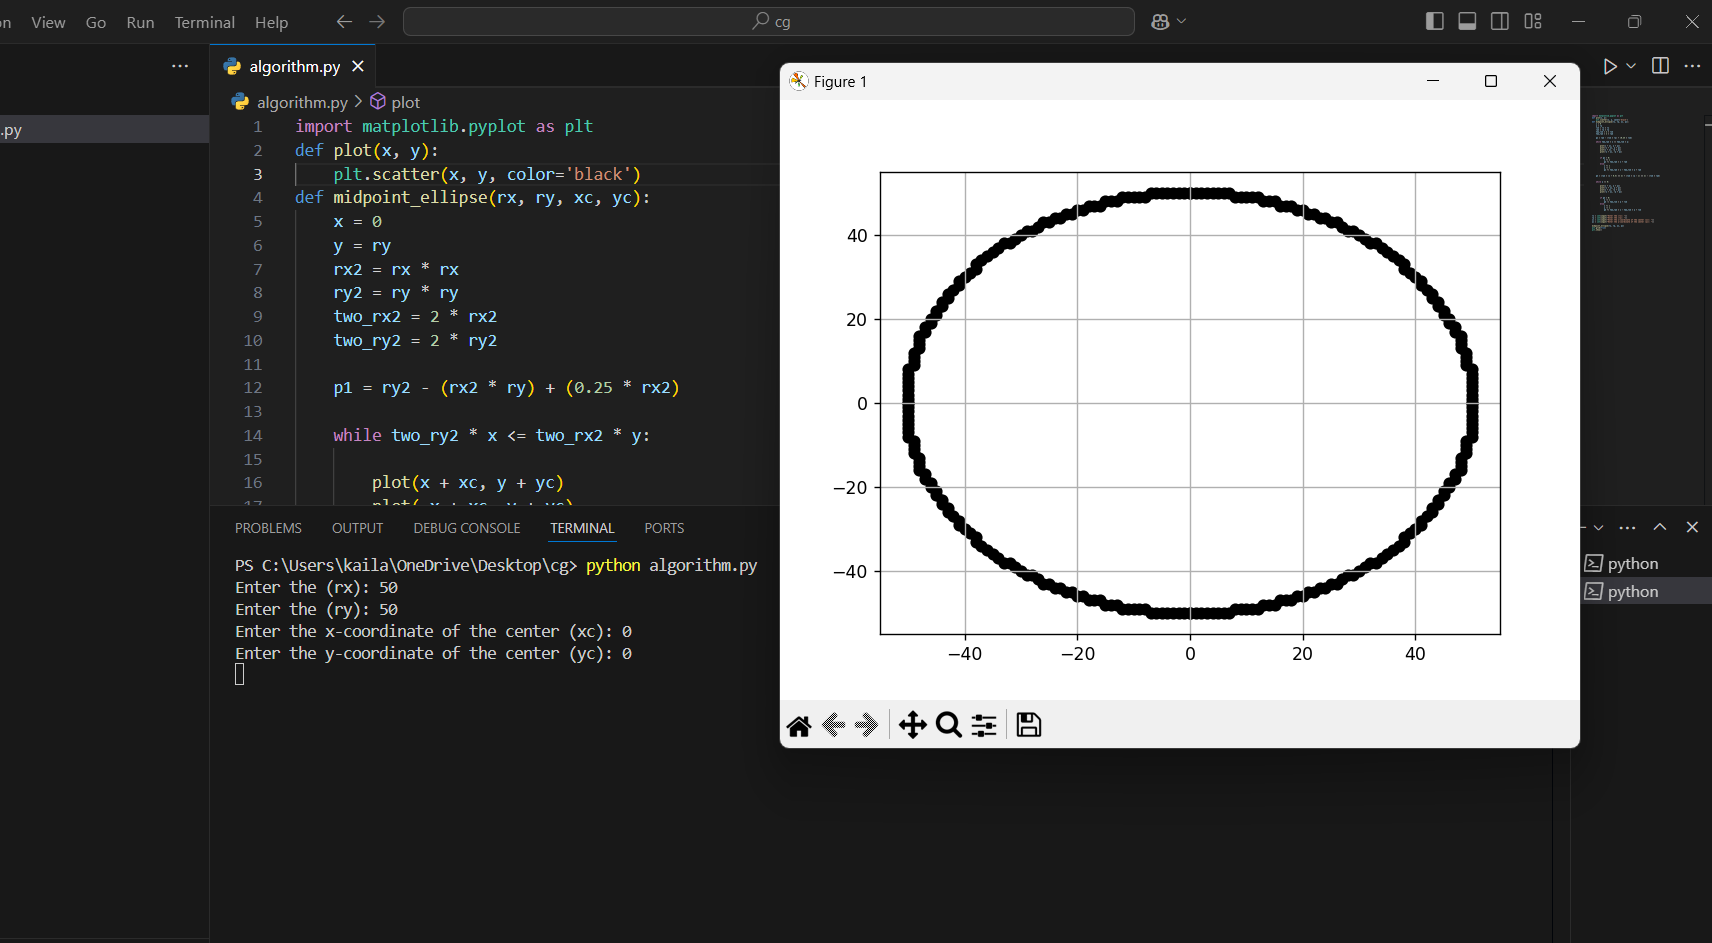 View Go Run Terminal Help
cg
.py
algorithm.py
algorithm.py > plot
1 import matplotlib.pyplot as plt
2 def plot(x, y):
3 plt.scatter(x, y, color='black')
4 def midpoint_ellipse(rx, ry, xc, yc):
5 x = 0
6 y = ry
7 rx2 = rx * rx
8 ry2 = ry * ry
9 two_rx2 = 2 * rx2
10 two_ry2 = 2 * ry2
11
12 p1 = ry2 - (rx2 * ry) + (0.25 * rx2)
13
14 while two_ry2 * x <= two_rx2 * y:
15
16 plot(x + xc, y + yc)
PROBLEMS OUTPUT DEBUG CONSOLE TERMINAL PORTS
PS C:\Users\kaila\OneDrive\Desktop\cg> python algorithm.py
Enter the (rx): 50
Enter the (ry): 50
Enter the x-coordinate of the center (xc): 0
Enter the y-coordinate of the center (yc): 0
Figure 1
40
20
0
−20
−40
−40 −20 0 20 40
python
python